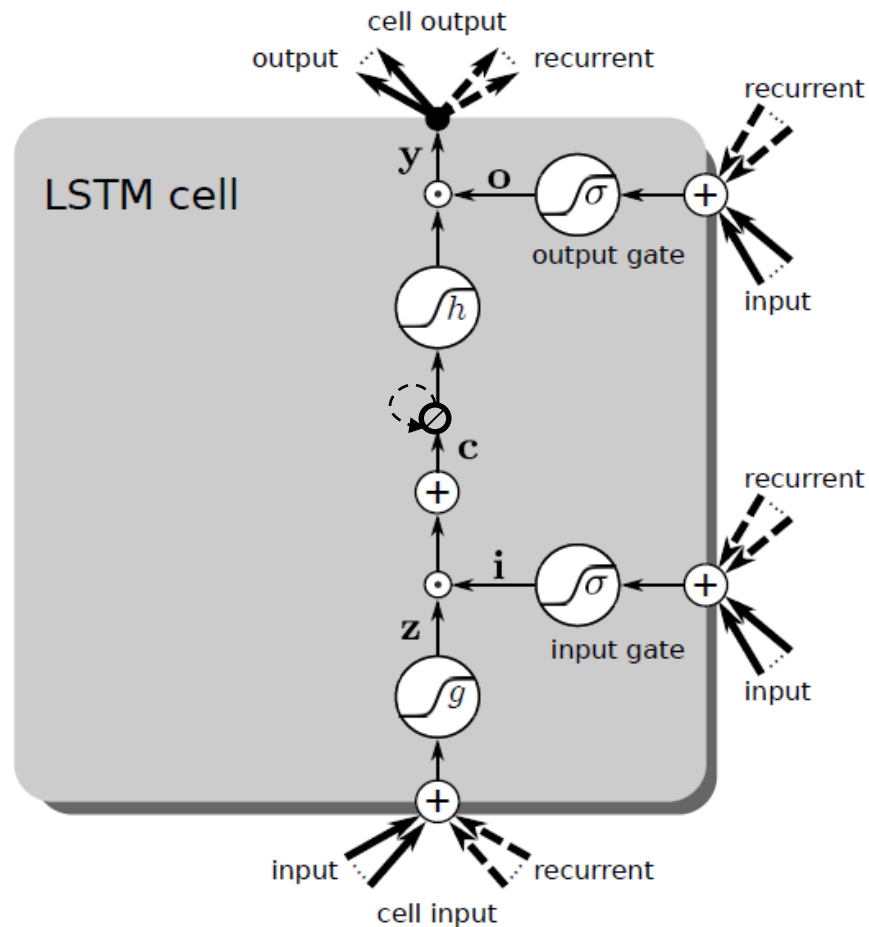 cell output
output
recurrent
recurrent
y
o
σ
+
LSTM cell
output gate
input
h
c
+
recurrent
i
σ
+
z
input gate
g
input
+
input
recurrent
cell input